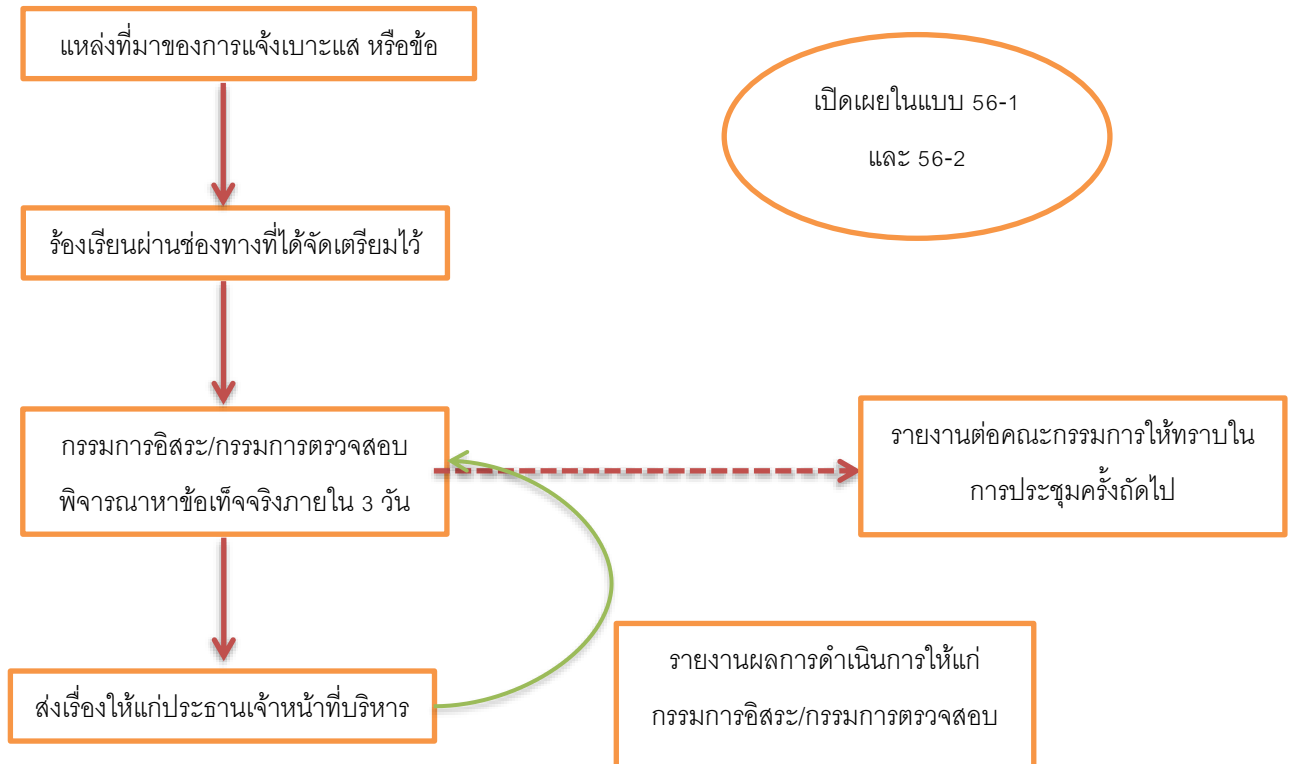 แหล่งที่มาของการแจ้งเบาะแส หรือข้อ
เปิดเผยในแบบ 56-1
และ 56-2
ร้องเรียนผ่านช่องทางที่ได้จัดเตรียมไว้
กรรมการอิสระ/กรรมการตรวจสอบ
พิจารณาหาข้อเท็จจริงภายใน 3 วัน
รายงานต่อคณะกรรมการให้ทราบใน
การประชุมครั้งถัดไป
ส่งเรื่องให้แก่ประธานเจ้าหน้าที่บริหาร
รายงานผลการดำเนินการให้แก่
กรรมการอิสระ/กรรมการตรวจสอบ